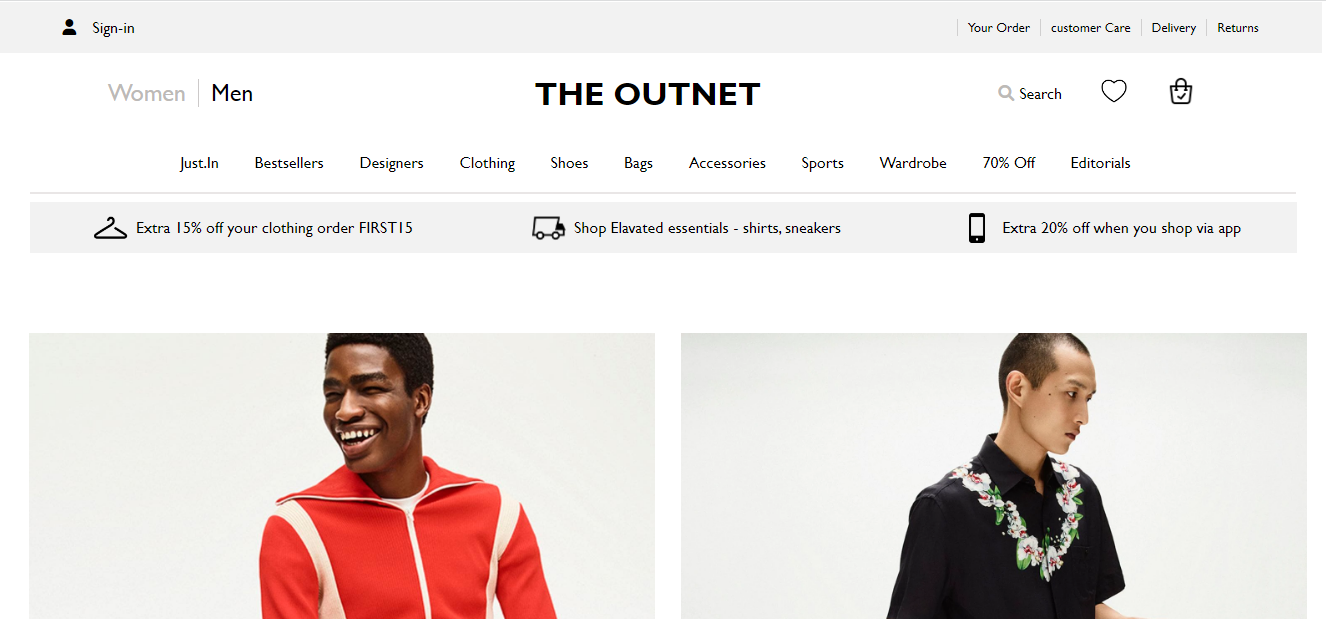 Sign-in
Your Order
customer Care
Delivery
Returns
Women
Men
THE OUTNET
Search
Just.In
Bestsellers
Designers
Clothing
Shoes
Bags
Accessories
Sports
Wardrobe
70% Off
Editorials
Extra 15% off your clothing order FIRST15
Shop Elavated essentials - shirts, sneakers
Extra 20% off when you shop via app